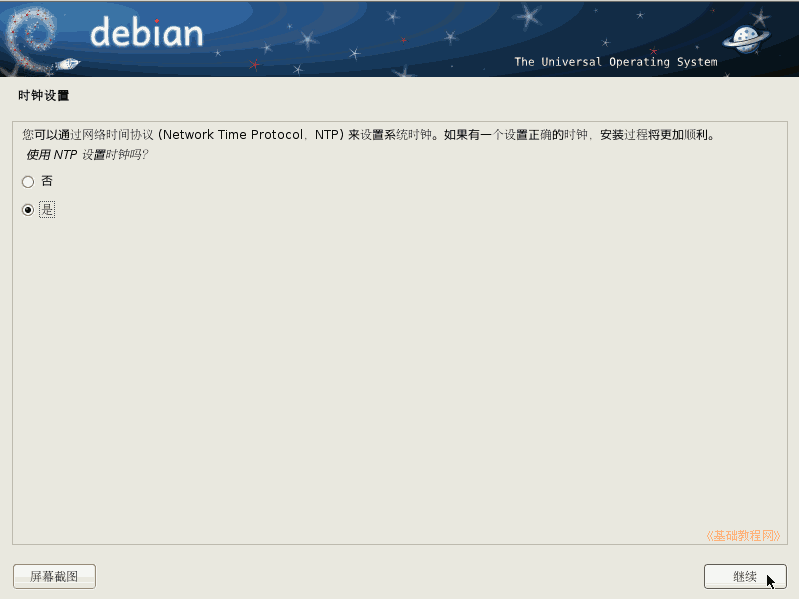 debian
The Universal Operating System
时钟设置
您可以通过网络时间协议 (Network Time Protocol，NTP) 来设置系统时钟。如果有一个设置正确的时钟，安装过程将更加顺利。
使用 NTP 设置时钟吗？
否
是
《基础教程网》
屏幕截图
继续